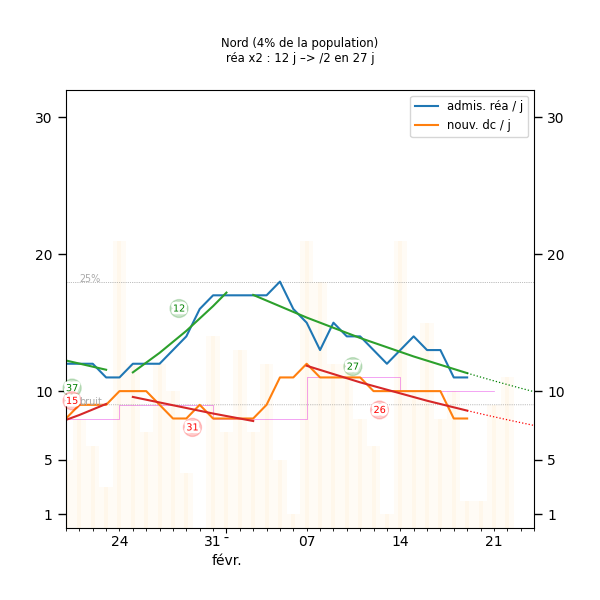 Nord (4% de la population)
réa x2 : 12 j –> /2 en 27 j
admis. réa / j
nouv. dc / j
30 30
20 20
25%
12
27
37
10 10
15
bruit
26
31
5 5
1 1
24 31 07 14 21
févr.